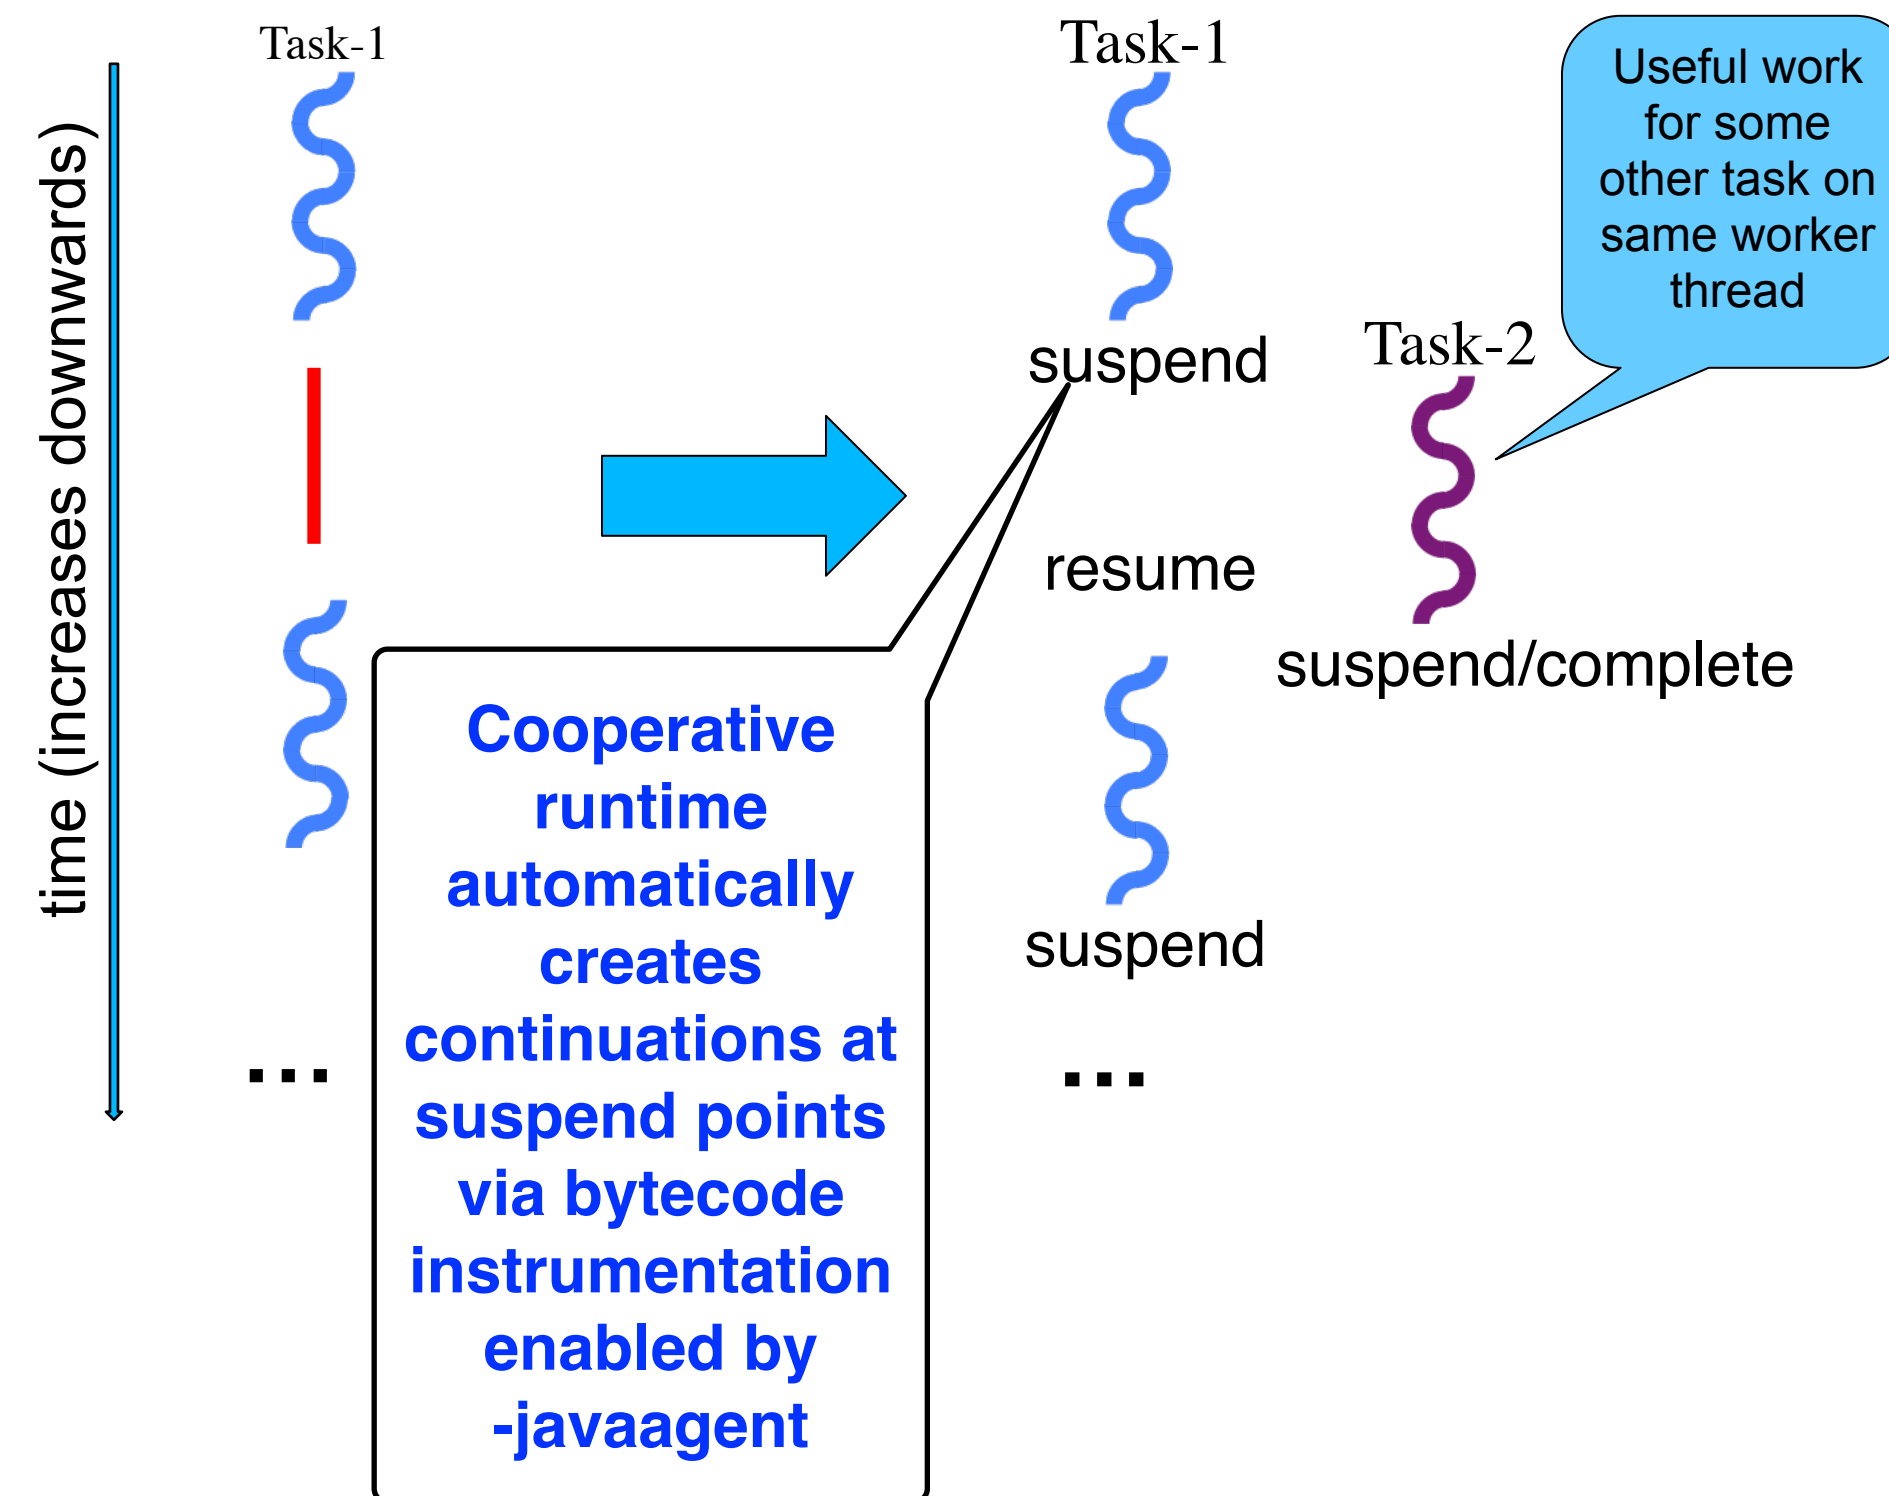 time (increases downwards)
Task-1
Task-1
suspend
resume
suspend
Task-2
suspend/complete
Useful work
for some
other task on
same worker
thread
Cooperative
runtime
automatically
creates
continuations at
suspend points
via bytecode
instrumentation
enabled by
-javaagent
...
...